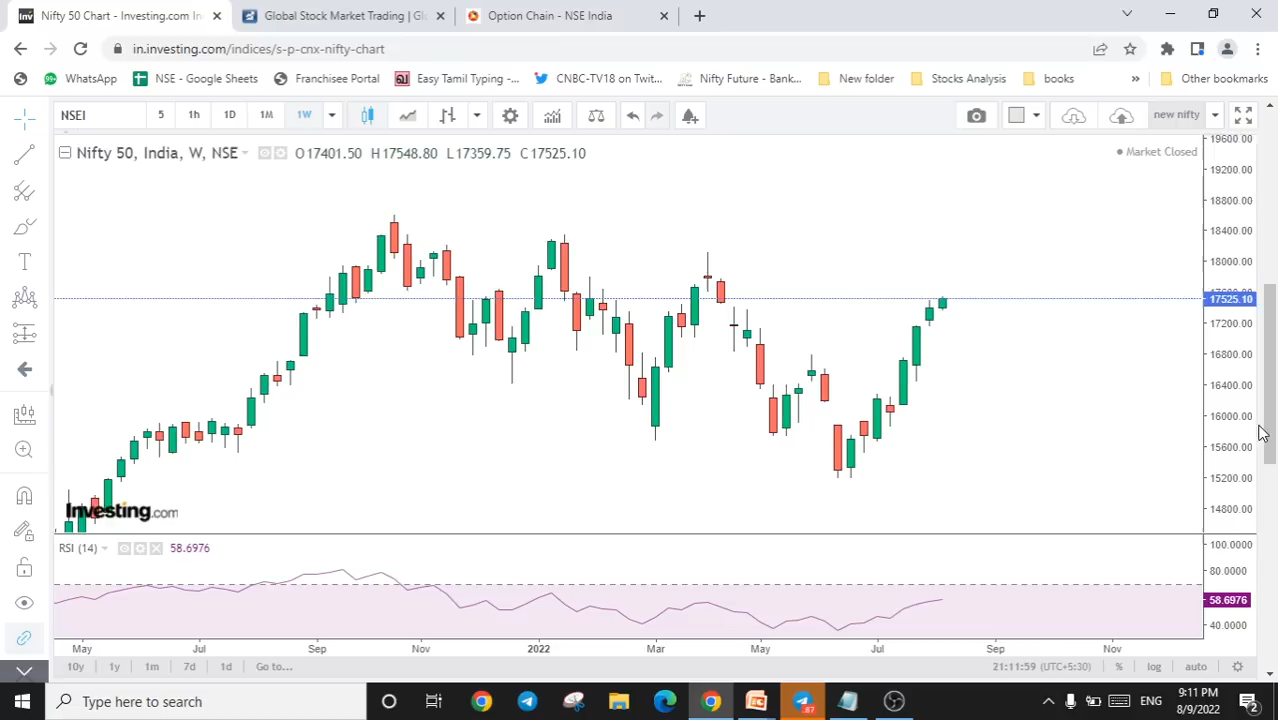 Nifty 50 Chart - Investing.com In
Global Stock Market Trading | Glo
Option Chain - NSE India
in.investing.com/indices/s-p-cnx-nifty-chart
WhatsApp
NSE - Google Sheets
Franchisee Portal
Easy Tamil Typing -...
CNBC-TV18 on Twit...
Nifty Future - Bank...
New folder
Stocks Analysis
books
»
Other bookmarks
NSEI
5
1h
1D
1M
1W
new nifty
Nifty 50, India, W, NSE
O17401.50 H17548.80 L17359.75 C17525.10
Market Closed
19600.00
19200.00
18800.00
18400.00
18000.00
17525.10
17200.00
16800.00
16400.00
16000.00
15600.00
15200.00
14800.00
Investing.com
RSI (14)
58.6976
100.0000
80.0000
58.6976
40.0000
May
Jul
Sep
Nov
2022
Mar
May
Jul
Sep
Nov
10y
1y
1m
7d
1d
Go to...
21:11:59 (UTC+5:30)
%
log
auto
Type here to search
87
ENG
9:11 PM
8/9/2022
2